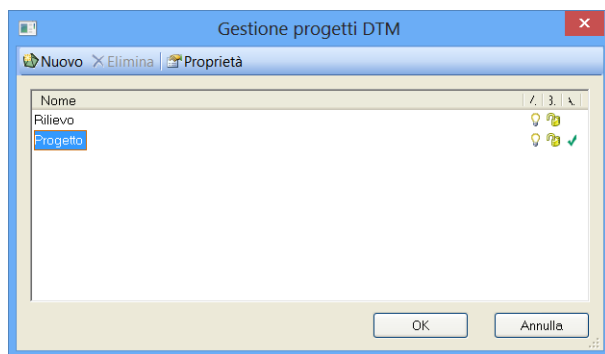 Gestione progetti DTM
Nuovo Elimina Proprietà
Nome
Rilievo
Progetto
OK Annulla